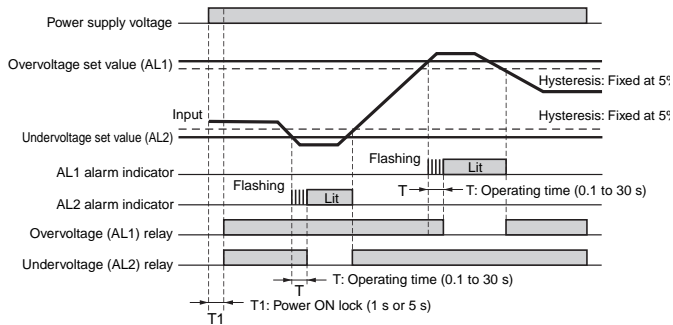 Power supply voltage
Overvoltage set value (AL1)
Hysteresis: Fixed at 5%
Input
Hysteresis: Fixed at 5%
Undervoltage set value (AL2)
Flashing
Lit
AL1 alarm indicator
T
T: Operating time (0.1 to 30 s)
Flashing
Lit
AL2 alarm indicator
Overvoltage (AL1) relay
Undervoltage (AL2) relay
T: Operating time (0.1 to 30 s)
T
T1: Power ON lock (1 s or 5 s)
T1